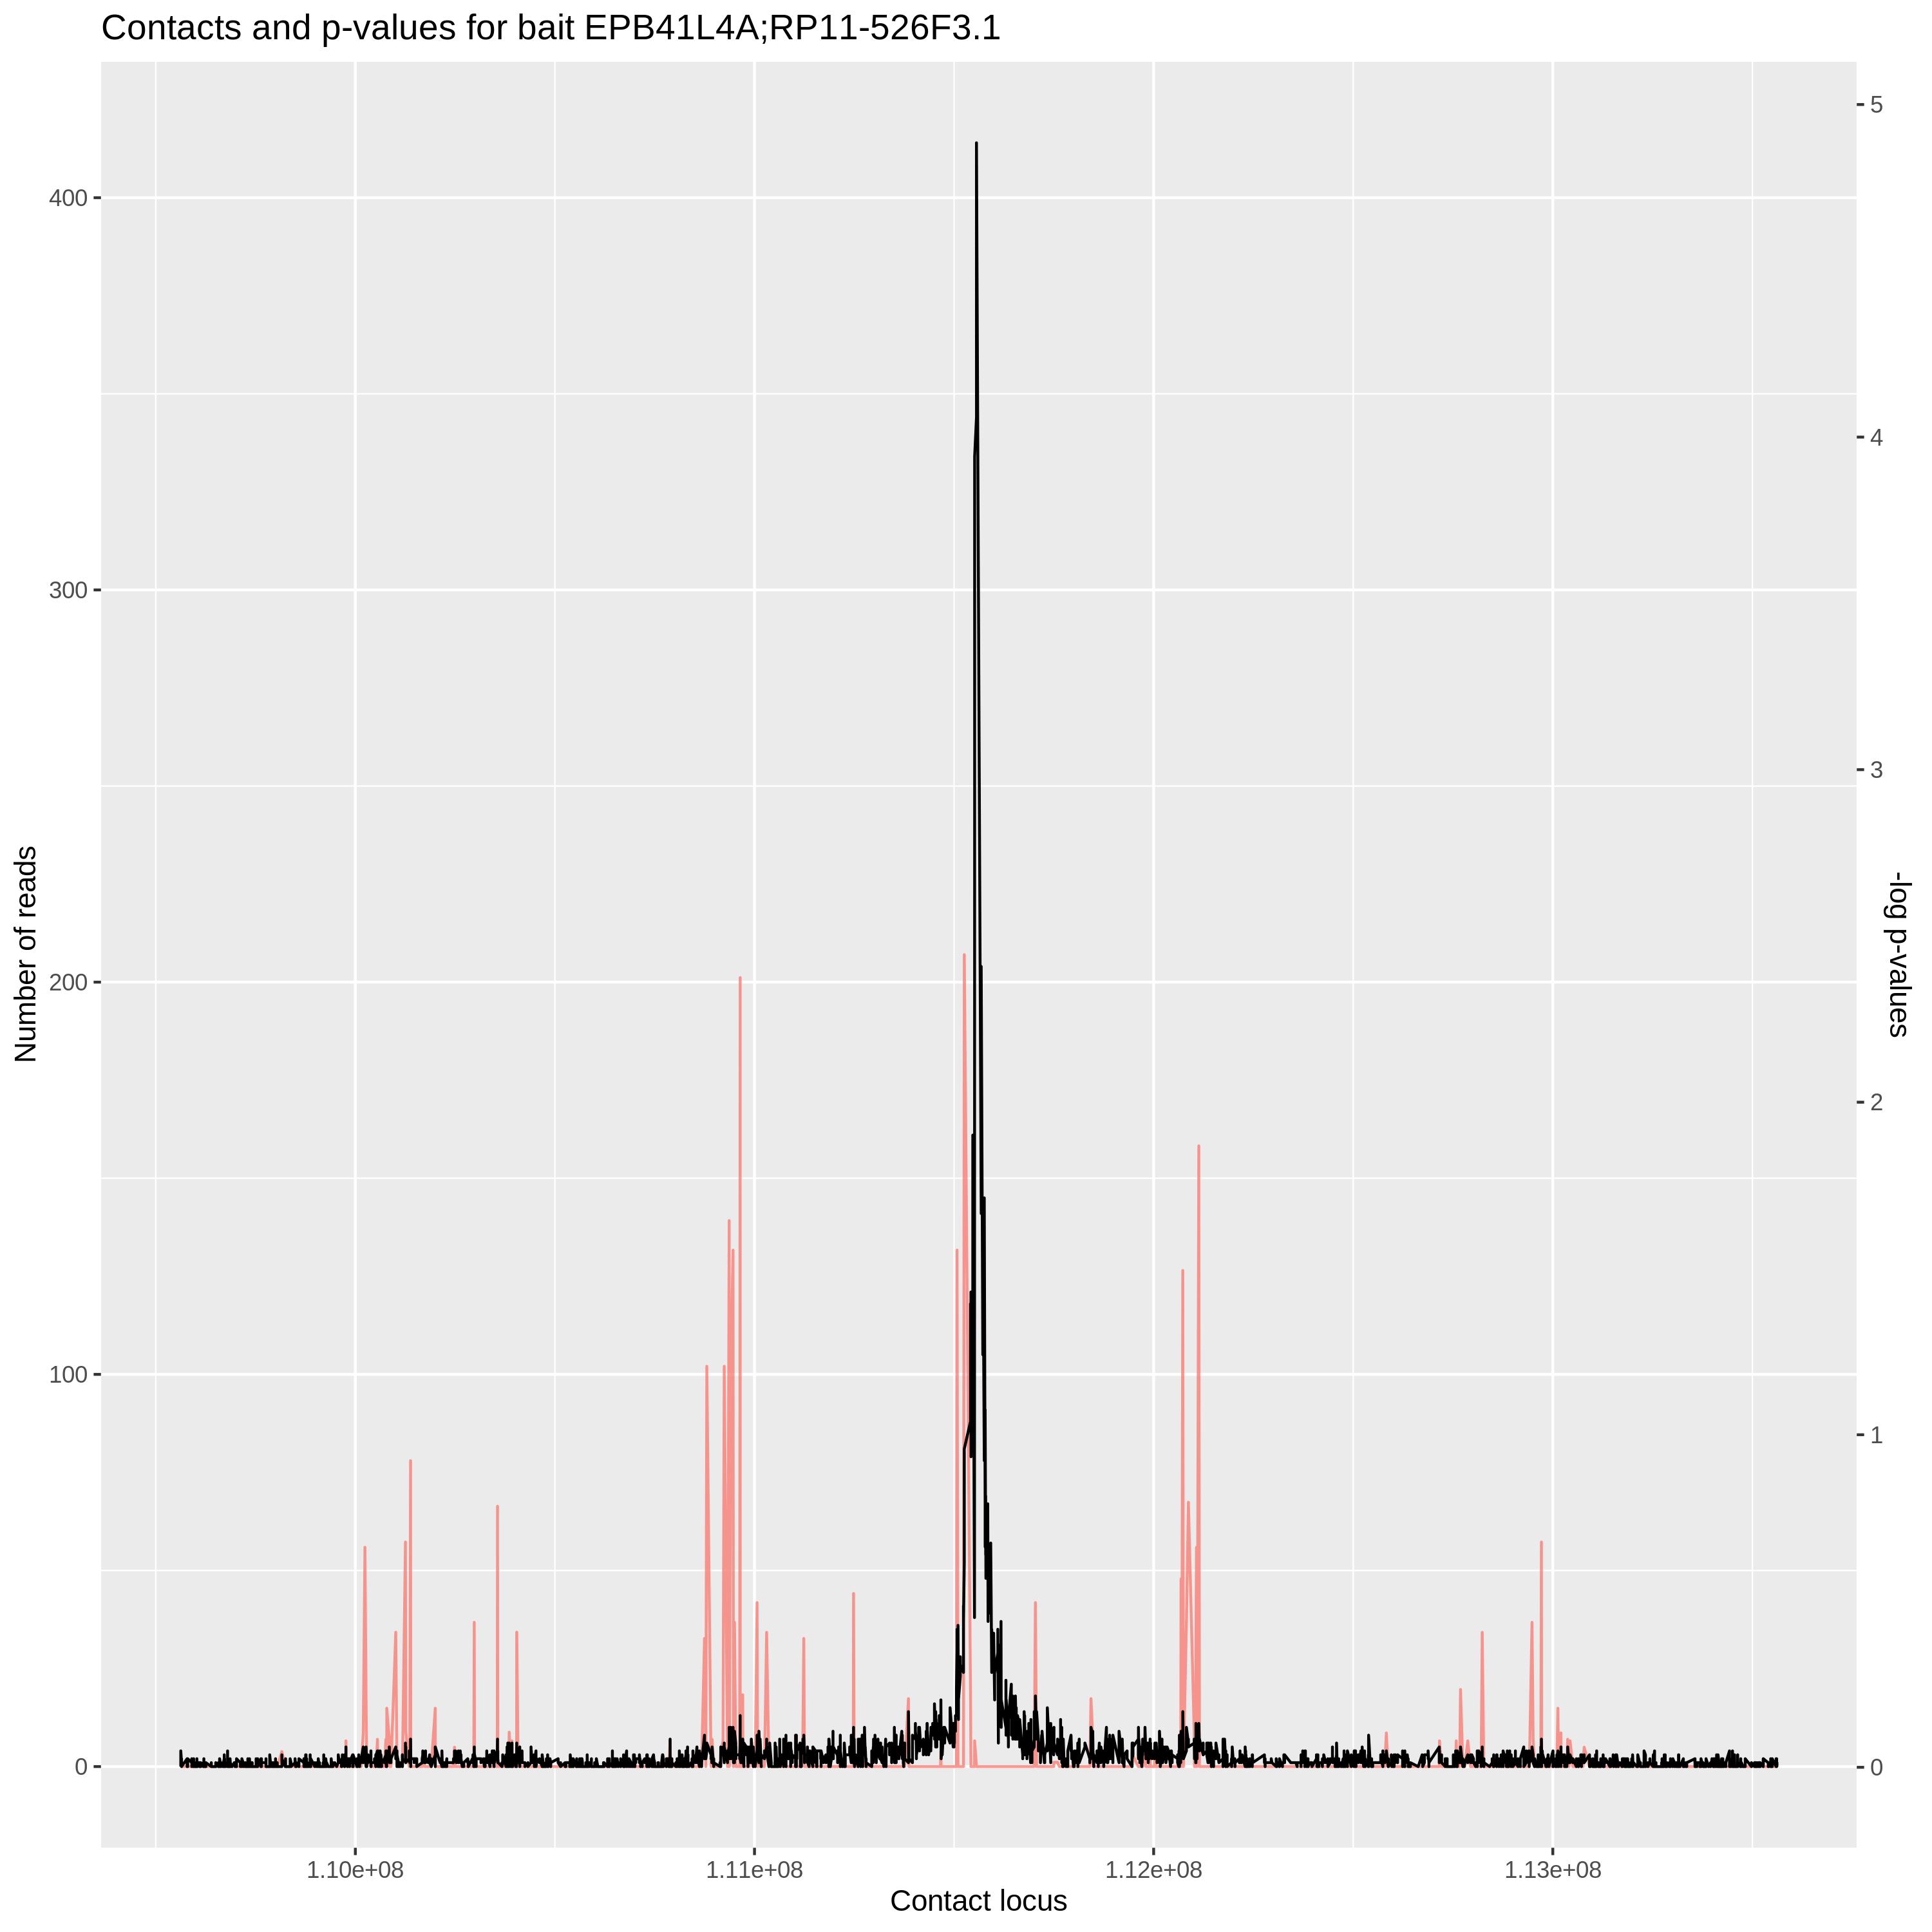 Contacts and p-values for bait EPB41L4A;RP11-526F3.1
400
300
200
100
0
Number of reads
5
4
3
2
1
0
-log p-values
1.10e+08
1.11e+08
1.12e+08
1.13e+08
Contact locus